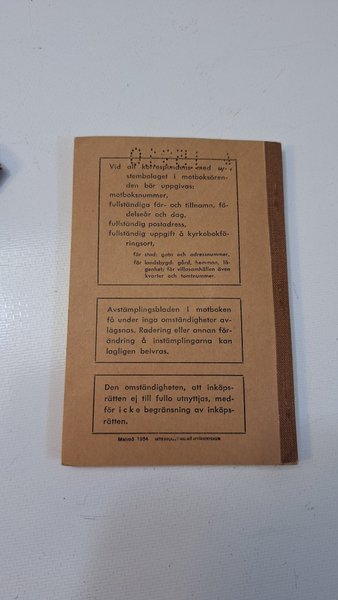 Vid all korrespondens med sys-
stembolaget i motboksären-
den bör uppgivas:
motboksnummer,
fullständiga för- och tillnamn, fö-
delseår och dag,
fullständig postadress,
fullständig uppgift å kyrkobokfö-
ringsort,
för stad: gata och adressnummer,
för landsbygd: gård, hemman, lä-
genhet; för villasamhällen även
kvarter och tomtnummer.
Avstämplingsbladen i motboken
få under inga omständigheter av-
lägsnas. Radering eller annan för-
ändring å instämplingarna kan
lagligen beivras.
Den omständigheten, att inköps-
rätten ej till fullo utnyttjas, med-
för icke begränsning av inköps-
rätten.
Malmö 1954